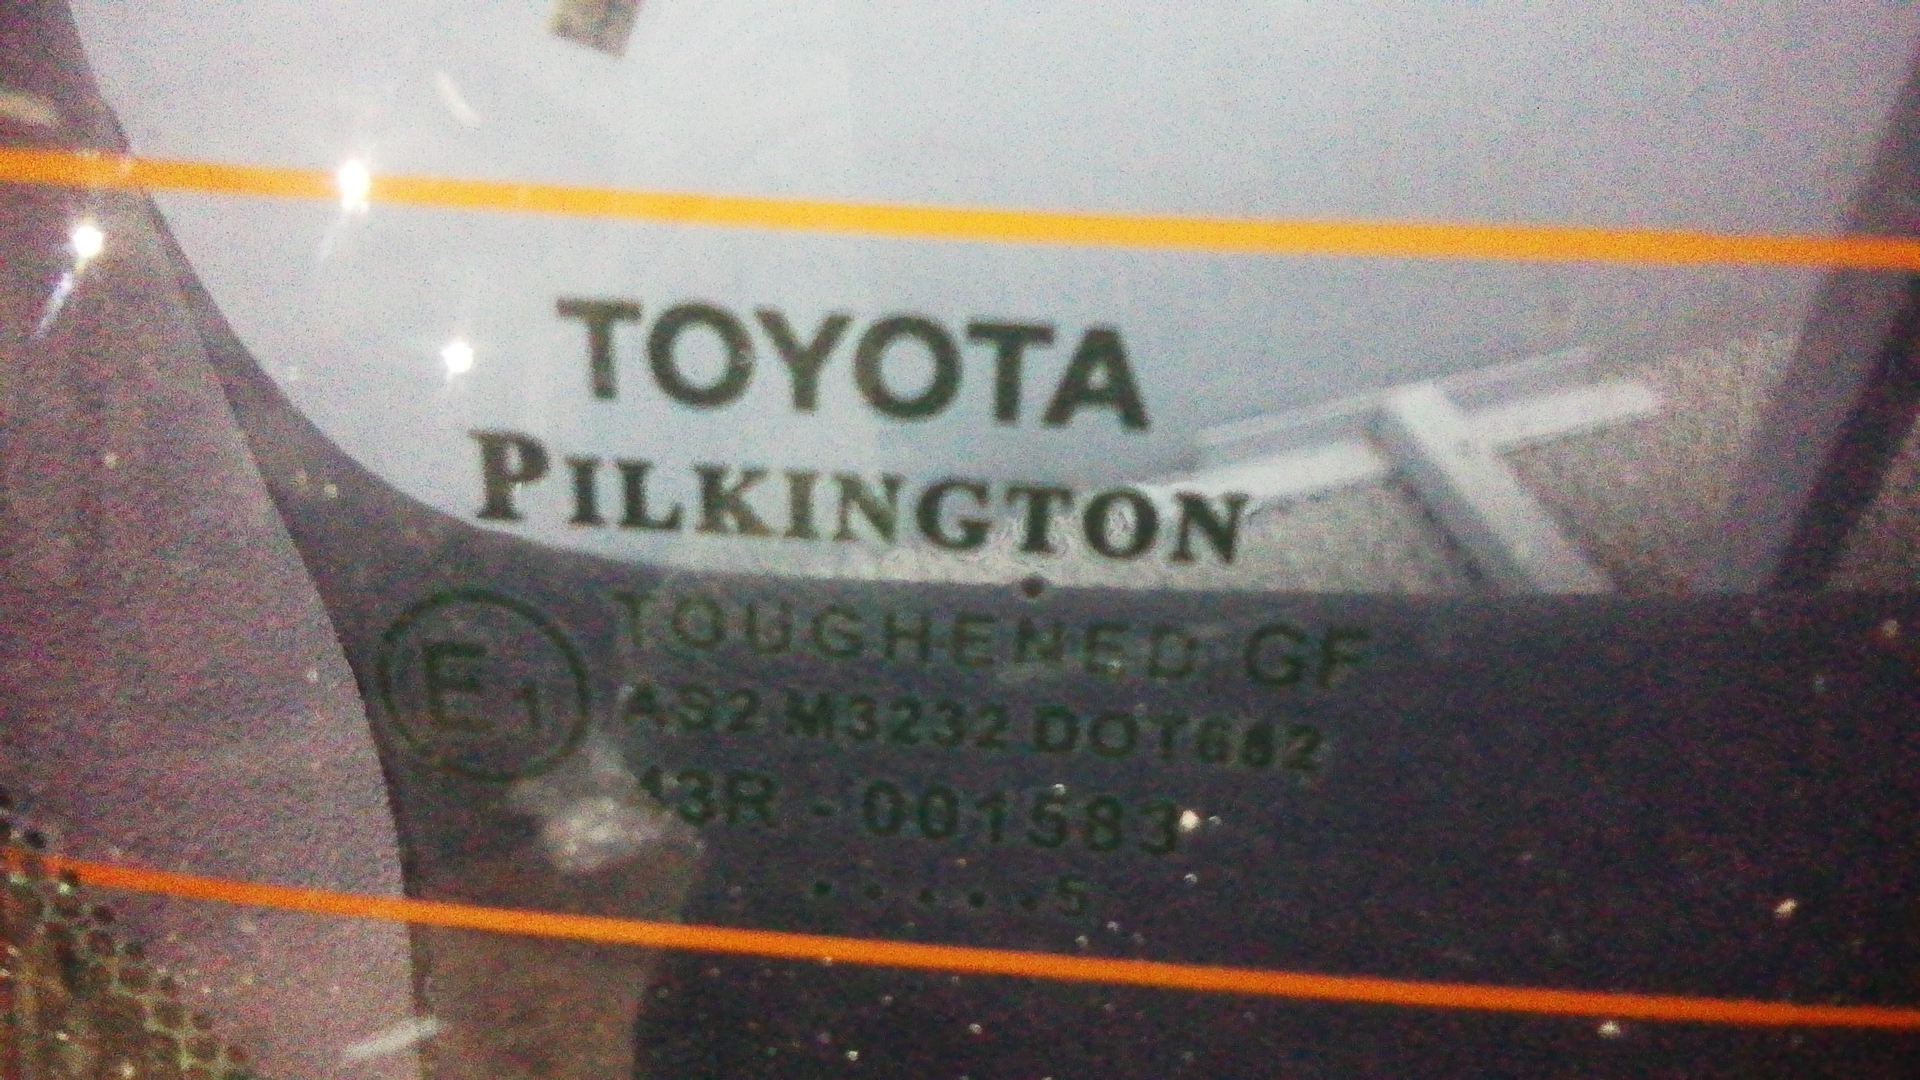 TOYOTA
PILKINGTON
E1
TOUGHENED GF
AS2 M3232 DOT682
43R - 001583
• • • • • • 5